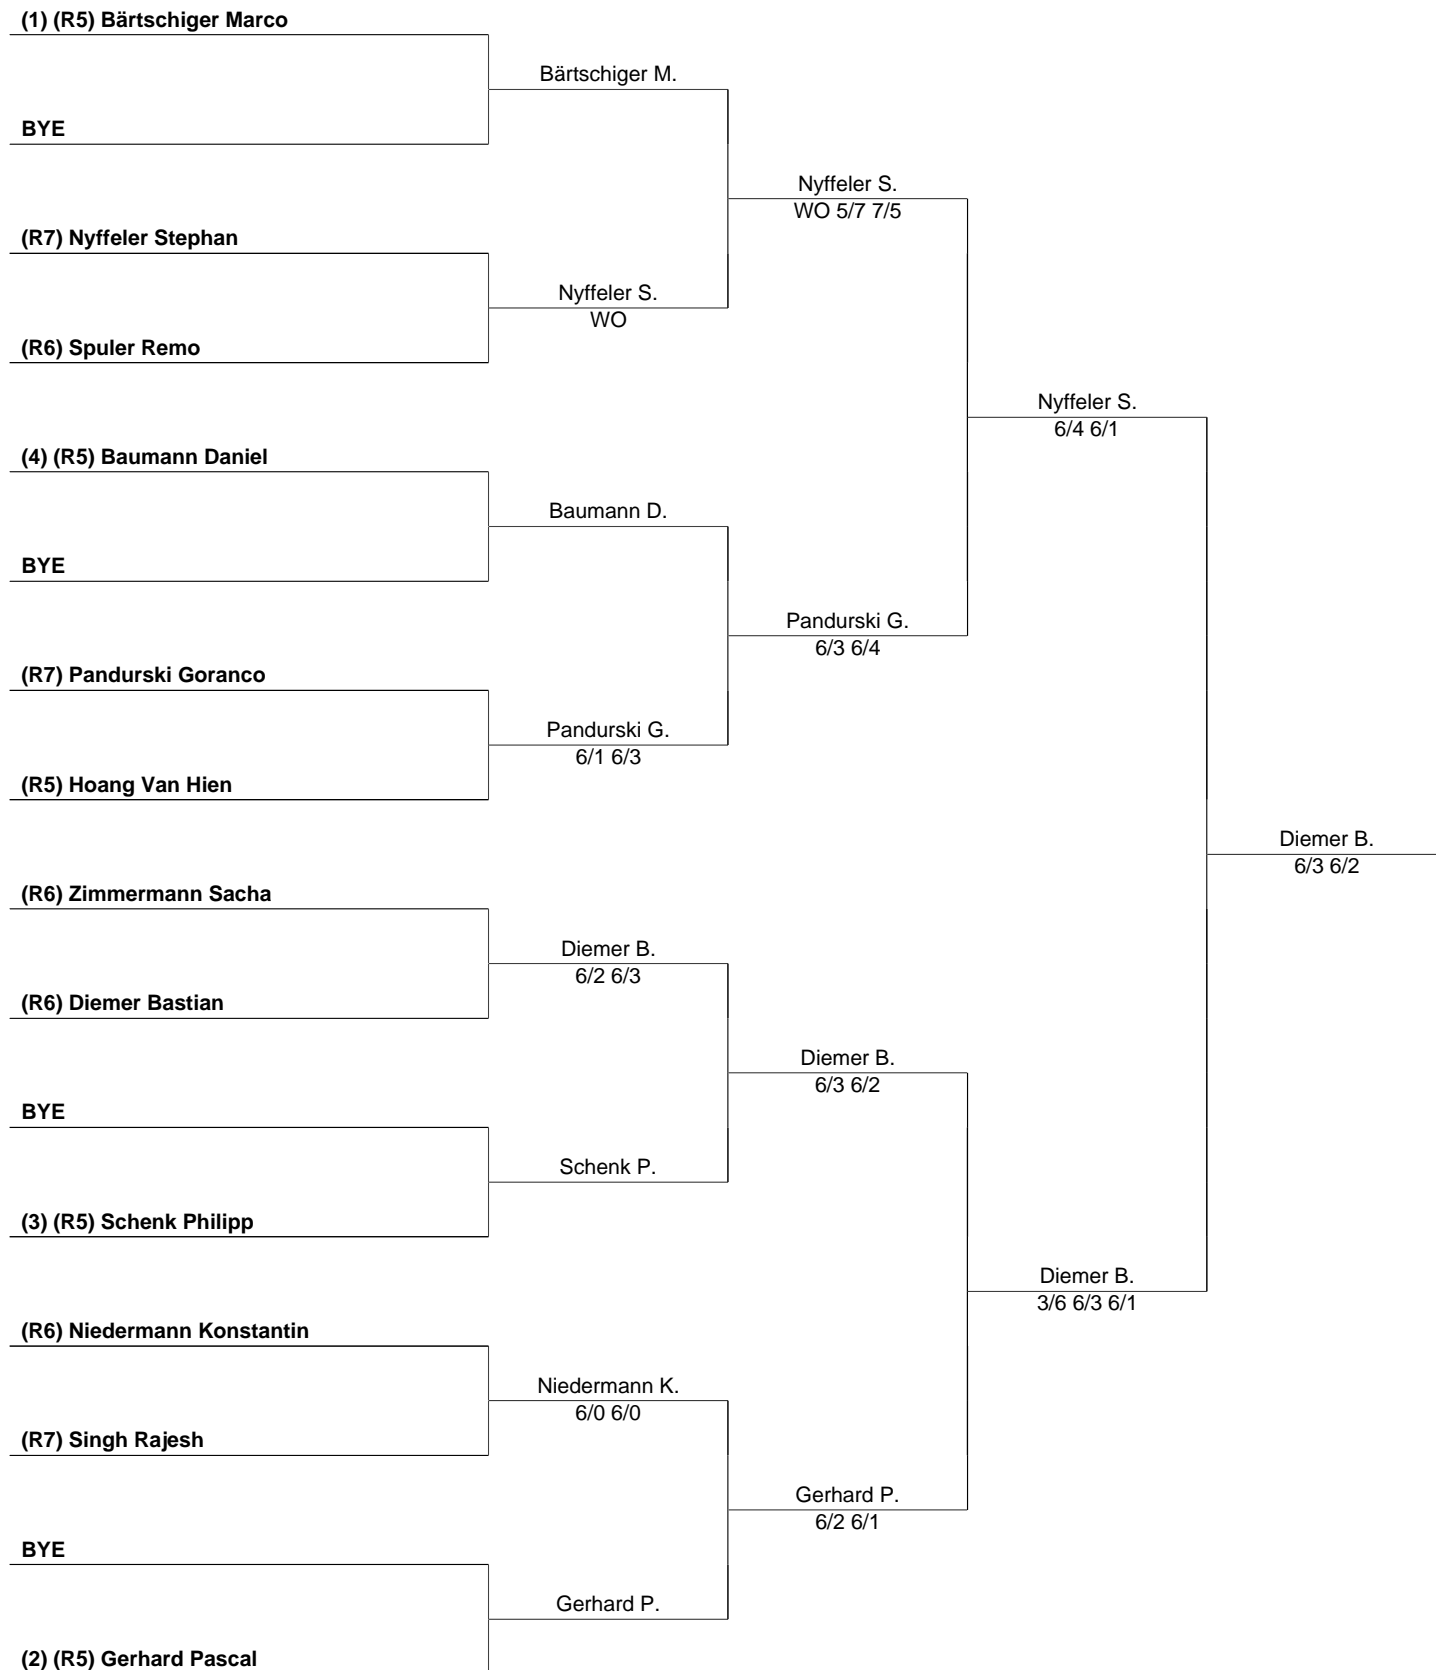 (1) (R5) Bärtschiger Marco
Bärtschiger M.
BYE
Nyffeler S.
WO 5/7 7/5
(R7) Nyffeler Stephan
Nyffeler S.
WO
(R6) Spuler Remo
Nyffeler S.
6/4 6/1
(4) (R5) Baumann Daniel
Baumann D.
BYE
Pandurski G.
6/3 6/4
(R7) Pandurski Goranco
Pandurski G.
6/1 6/3
(R5) Hoang Van Hien
Diemer B.
6/3 6/2
(R6) Zimmermann Sacha
Diemer B.
6/2 6/3
(R6) Diemer Bastian
Diemer B.
6/3 6/2
BYE
Schenk P.
(3) (R5) Schenk Philipp
Diemer B.
3/6 6/3 6/1
(R6) Niedermann Konstantin
Niedermann K.
6/0 6/0
(R7) Singh Rajesh
Gerhard P.
6/2 6/1
BYE
Gerhard P.
(2) (R5) Gerhard Pascal